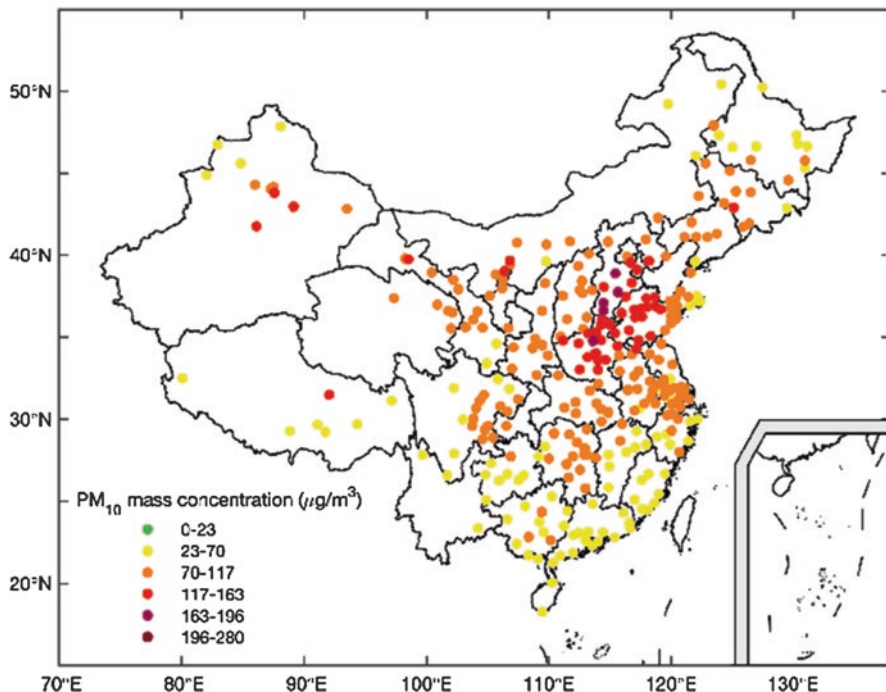 50°N
40°N
30°N
20°N
PM10 mass concentration (μg/m3)
0-23
23-70
70-117
117-163
163-196
196-280
70°E 80°E 90°E 100°E 110°E 120°E 130°E